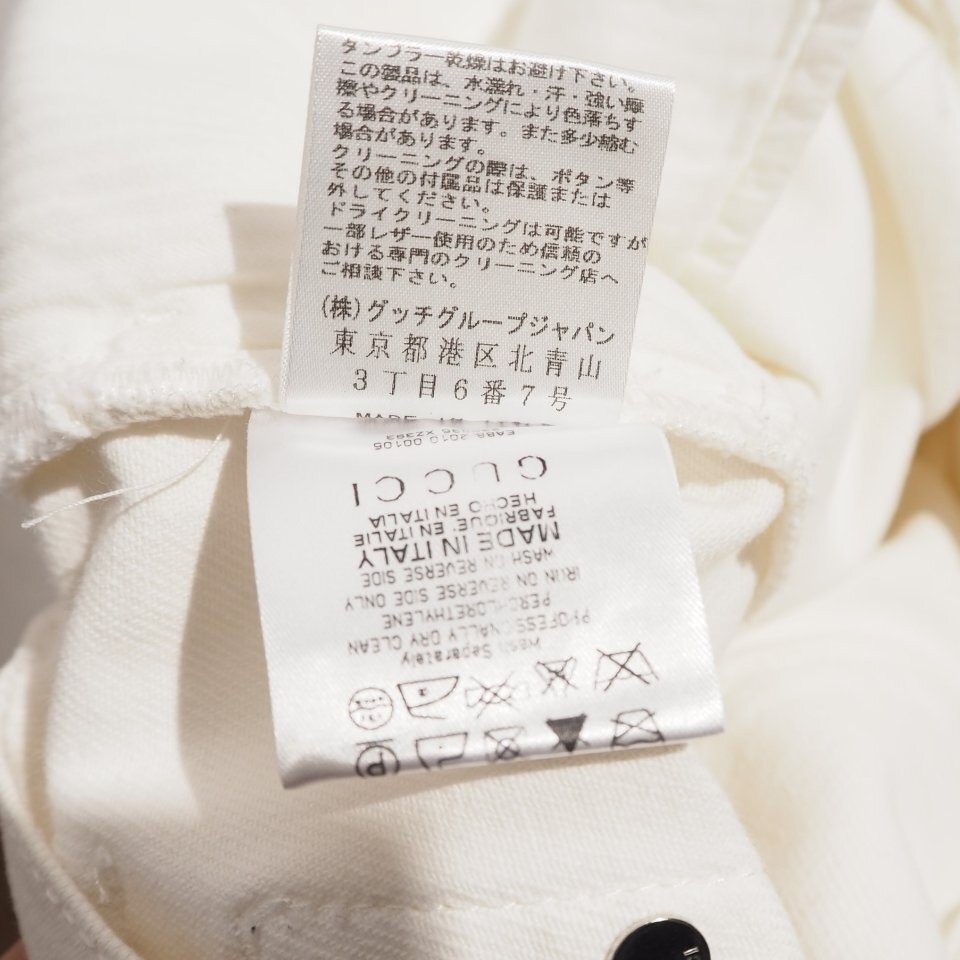 タンブラー乾燥はお避け下さい。
この製品は、水濡れ・汗・強い摩
擦やクリーニングにより色落ちす
る場合があります。また多少縮む
場合があります。
クリーニングの際は、ボタン等
その他の付属品は保護または
外してください。
ドライクリーニングは可能ですが
一部レザー使用のため信頼の
おける専門のクリーニング店へ
ご相談下さい。
(株)グッチグループジャパン
東京都港区北青山
3丁目6番7号
MADE
EABA 2010 00105
XZ393
GUCCI
HECHO EN ITALIA
FABRIQUÉ EN ITALIE
MADE IN ITALY
WASH ON REVERSE SIDE
IRON ON REVERSE SIDE ONLY
PERCHLORETHYLENE
PROFESSIONALLY DRY CLEAN
Wash Separately
P